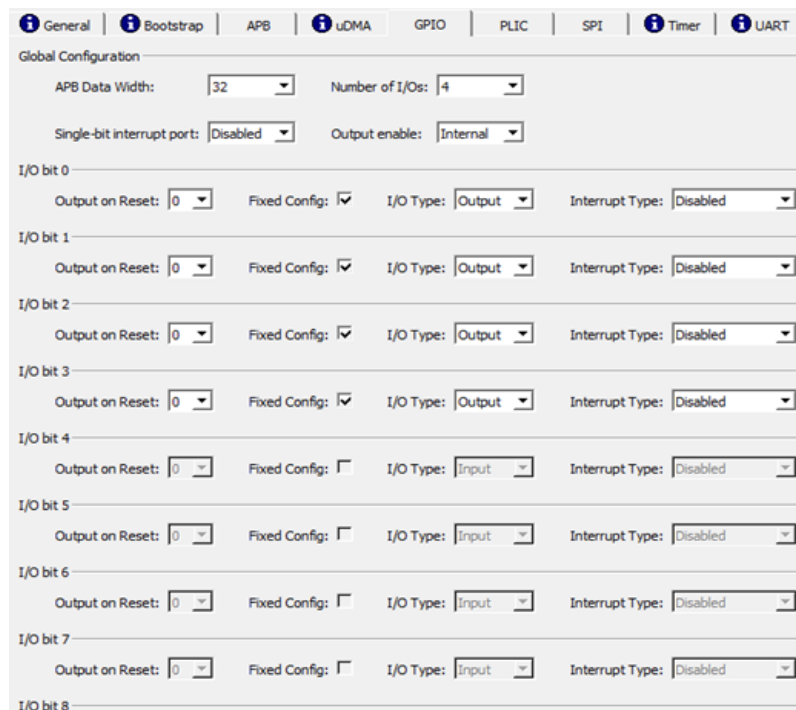 General Bootstrap APB uDMA GPIO PLIC SPI Timer UART
Global Configuration
APB Data Width: 32 Number of I/Os: 4
Single-bit interrupt port: Disabled Output enable: Internal
I/O bit 0
Output on Reset: 0 Fixed Config: I/O Type: Output Interrupt Type: Disabled
I/O bit 1
Output on Reset: 0 Fixed Config: I/O Type: Output Interrupt Type: Disabled
I/O bit 2
Output on Reset: 0 Fixed Config: I/O Type: Output Interrupt Type: Disabled
I/O bit 3
Output on Reset: 0 Fixed Config: I/O Type: Output Interrupt Type: Disabled
I/O bit 4
Output on Reset: 0 Fixed Config: I/O Type: Input Interrupt Type: Disabled
I/O bit 5
Output on Reset: 0 Fixed Config: I/O Type: Input Interrupt Type: Disabled
I/O bit 6
Output on Reset: 0 Fixed Config: I/O Type: Input Interrupt Type: Disabled
I/O bit 7
Output on Reset: 0 Fixed Config: I/O Type: Input Interrupt Type: Disabled
I/O bit 8